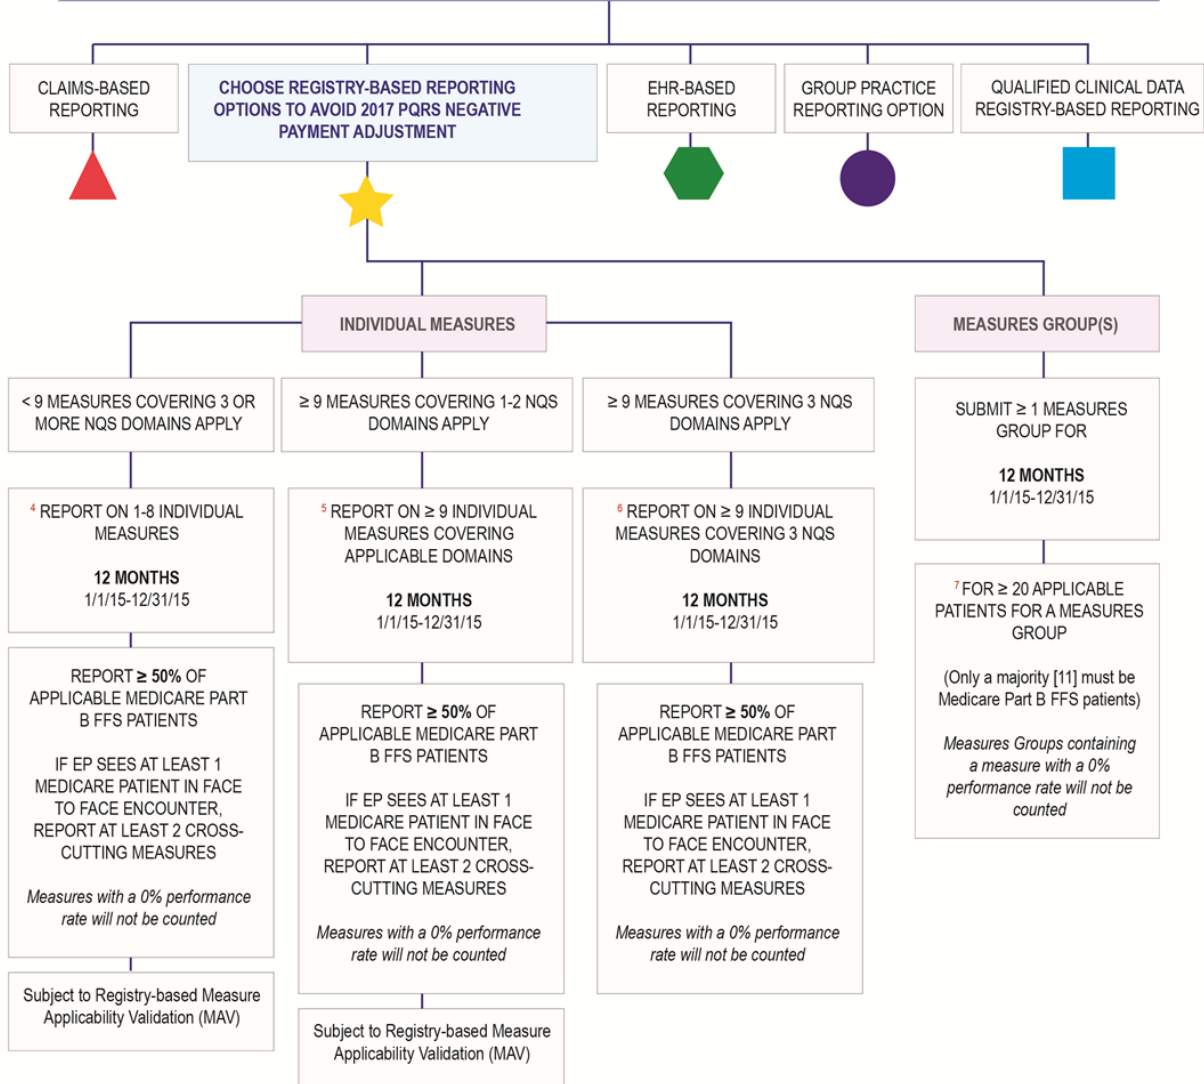 CLAIMS-BASED
REPORTING
CHOOSE REGISTRY-BASED REPORTING
OPTIONS TO AVOID 2017 PQRS NEGATIVE
PAYMENT ADJUSTMENT
EHR-BASED
REPORTING
GROUP PRACTICE
REPORTING OPTION
QUALIFIED CLINICAL DATA
REGISTRY-BASED REPORTING
INDIVIDUAL MEASURES
MEASURES GROUP(S)
< 9 MEASURES COVERING 3 OR
MORE NQS DOMAINS APPLY
≥ 9 MEASURES COVERING 1-2 NQS
DOMAINS APPLY
≥ 9 MEASURES COVERING 3 NQS
DOMAINS APPLY
SUBMIT ≥ 1 MEASURES
GROUP FOR
12 MONTHS
1/1/15-12/31/15
4 REPORT ON 1-8 INDIVIDUAL
MEASURES
12 MONTHS
1/1/15-12/31/15
5 REPORT ON ≥ 9 INDIVIDUAL
MEASURES COVERING
APPLICABLE DOMAINS
12 MONTHS
1/1/15-12/31/15
6 REPORT ON ≥ 9 INDIVIDUAL
MEASURES COVERING 3 NQS
DOMAINS
12 MONTHS
1/1/15-12/31/15
7 FOR ≥ 20 APPLICABLE
PATIENTS FOR A MEASURES
GROUP
(Only a majority [11] must be
Medicare Part B FFS patients)
Measures Groups containing
a measure with a 0%
performance rate will not be
counted
REPORT ≥ 50% OF
APPLICABLE MEDICARE PART
B FFS PATIENTS
IF EP SEES AT LEAST 1
MEDICARE PATIENT IN FACE
TO FACE ENCOUNTER,
REPORT AT LEAST 2 CROSS-
CUTTING MEASURES
Measures with a 0% performance
rate will not be counted
REPORT ≥ 50% OF
APPLICABLE MEDICARE PART
B FFS PATIENTS
IF EP SEES AT LEAST 1
MEDICARE PATIENT IN FACE
TO FACE ENCOUNTER,
REPORT AT LEAST 2 CROSS-
CUTTING MEASURES
Measures with a 0% performance
rate will not be counted
REPORT ≥ 50% OF
APPLICABLE MEDICARE PART
B FFS PATIENTS
IF EP SEES AT LEAST 1
MEDICARE PATIENT IN FACE
TO FACE ENCOUNTER,
REPORT AT LEAST 2 CROSS-
CUTTING MEASURES
Measures with a 0% performance
rate will not be counted
Subject to Registry-based Measure
Applicability Validation (MAV)
Subject to Registry-based Measure
Applicability Validation (MAV)